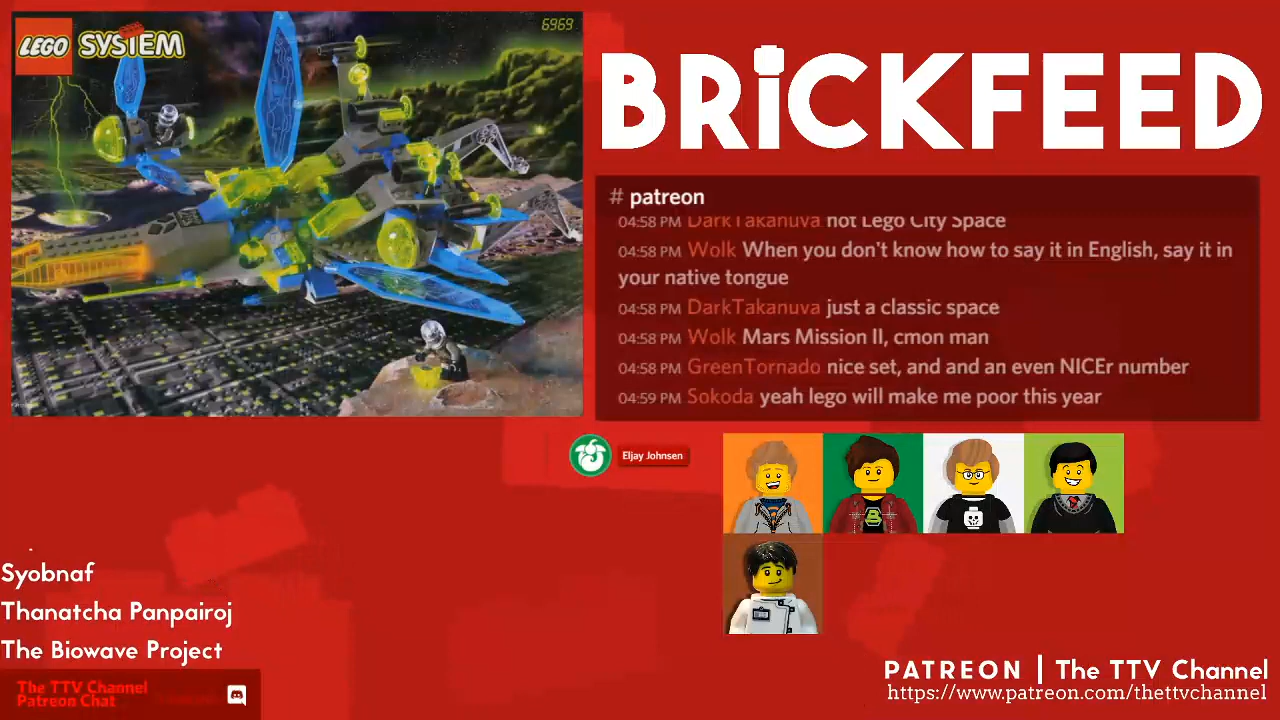 LEGO SYSTEM
6969
BRICKFEED
# patreon
04:58 PM DarkTakanuva not Lego City Space
04:58 PM Wolk When you don't know how to say it in English, say it in
your native tongue
04:58 PM DarkTakanuva just a classic space
04:58 PM Wolk Mars Mission II, cmon man
04:58 PM GreenTornado nice set, and and an even NICEr number
04:59 PM Sokoda yeah lego will make me poor this year
Eljay Johnsen
Syobnaf
Thanatcha Panpairoj
The Biowave Project
The TTV Channel
Patreon Chat
PATREON | The TTV Channel
https://www.patreon.com/thettvchannel